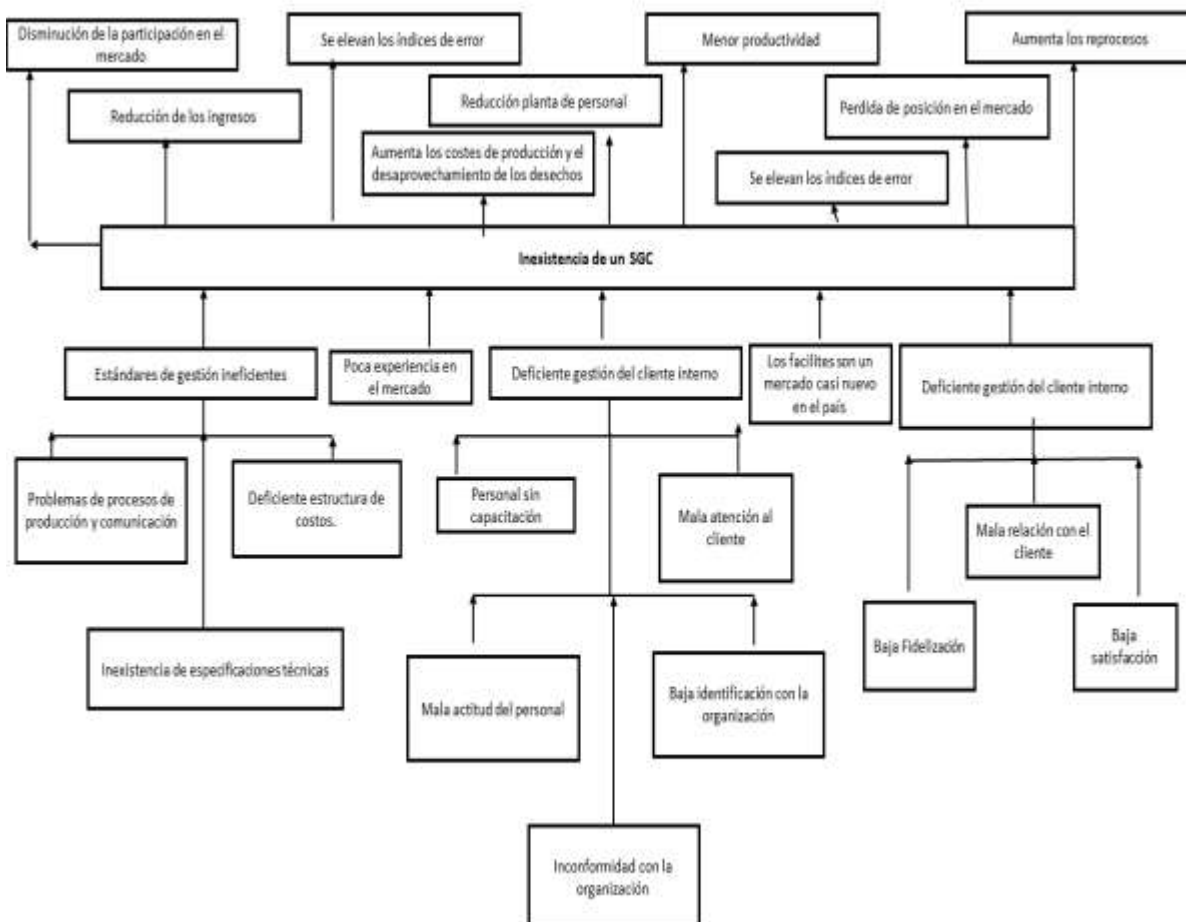 Disminución de la participación en el
mercado
Se elevan los índices de error
Menor productividad
Aumenta los reprocesos
Reducción de los ingresos
Reducción planta de personal
Perdida de posición en el mercado
Aumenta los costes de producción y el
desaprovechamiento de los desechos
Se elevan los índices de error
Inexistencia de un SGC
Estándares de gestión ineficientes
Poca experiencia en
el mercado
Deficiente gestión del cliente interno
Los facilites son un
mercado casi nuevo
en el país
Deficiente gestión del cliente interno
Problemas de procesos de
producción y comunicación
Deficiente estructura de
costos.
Personal sin
capacitación
Mala atención al
cliente
Mala relación con el
cliente
Inexistencia de especificaciones técnicas
Mala actitud del personal
Baja identificación con la
organización
Baja Fidelización
Baja
satisfacción
Inconformidad con la
organización